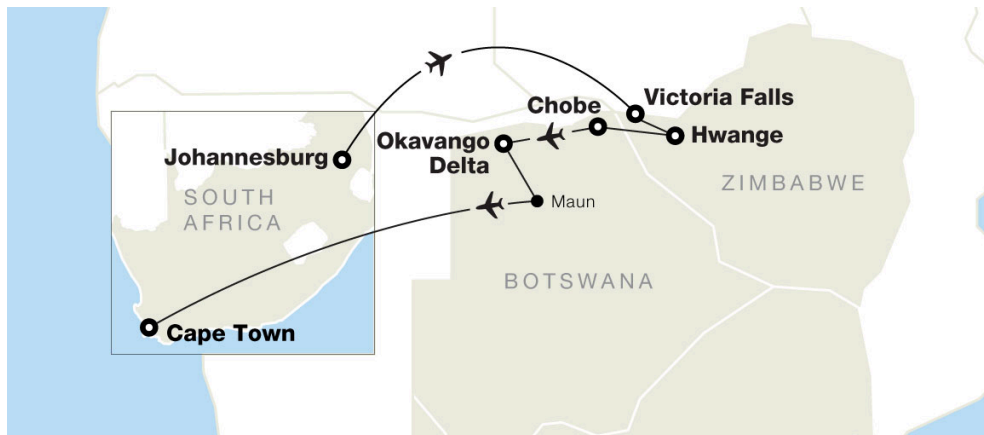 Victoria Falls
Chobe
Hwange
Okavango
Delta
Johannesburg
ZIMBABWE
SOUTH
AFRICA
Maun
BOTSWANA
Cape Town